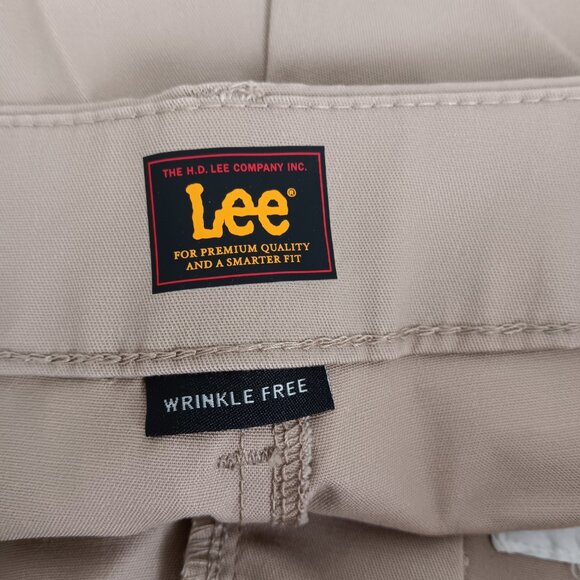 THE H.D. LEE COMPANY INC.
Lee®
FOR PREMIUM QUALITY
AND A SMARTER FIT
WRINKLE FREE